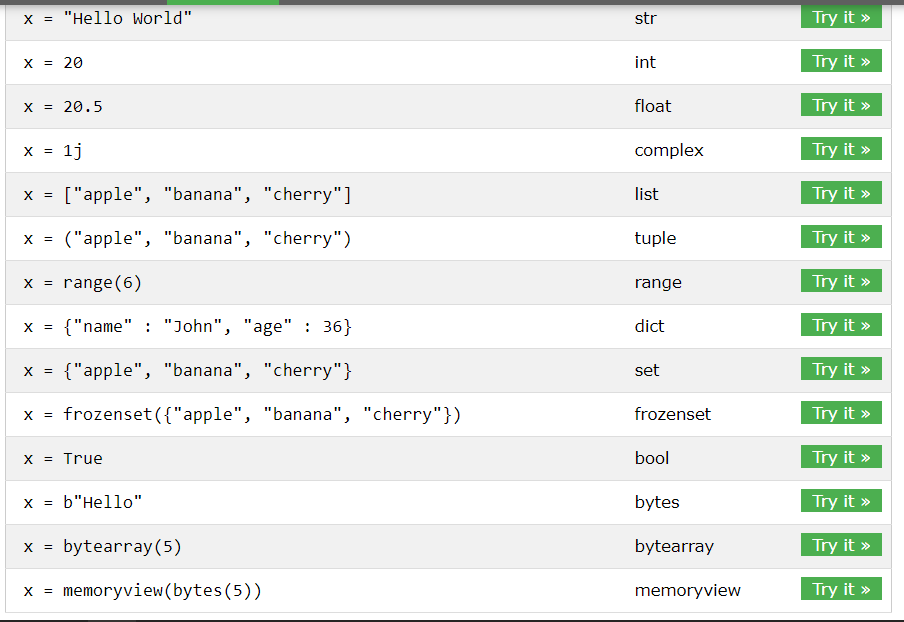 x = "Hello World" str Try it »
x = 20 int Try it »
x = 20.5 float Try it »
x = 1j complex Try it »
x = ["apple", "banana", "cherry"] list Try it »
x = ("apple", "banana", "cherry") tuple Try it »
x = range(6) range Try it »
x = {"name" : "John", "age" : 36} dict Try it »
x = {"apple", "banana", "cherry"} set Try it »
x = frozenset({"apple", "banana", "cherry"}) frozenset Try it »
x = True bool Try it »
x = b"Hello" bytes Try it »
x = bytearray(5) bytearray Try it »
x = memoryview(bytes(5)) memoryview Try it »